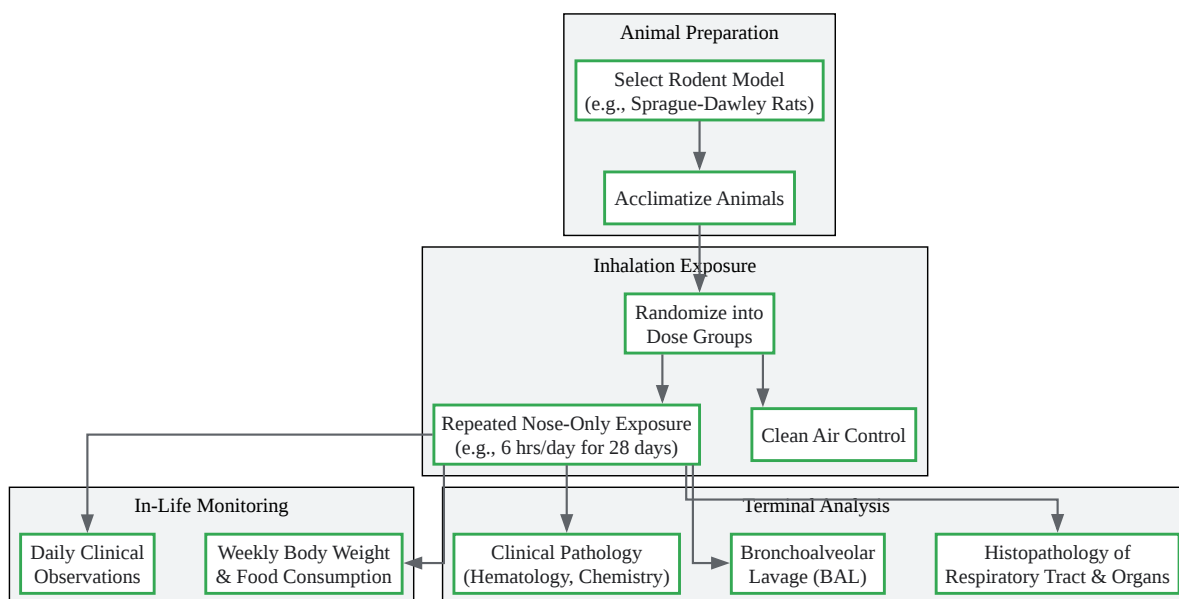 Animal Preparation
Select Rodent Model
(e.g., Sprague-Dawley Rats)
Acclimatize Animals
Inhalation Exposure
Randomize into
Dose Groups
Repeated Nose-Only Exposure
(e.g., 6 hrs/day for 28 days)
Clean Air Control
In-Life Monitoring
Daily Clinical
Observations
Weekly Body Weight
& Food Consumption
Terminal Analysis
Clinical Pathology
(Hematology, Chemistry)
Bronchoalveolar
Lavage (BAL)
Histopathology of
Respiratory Tract & Organs